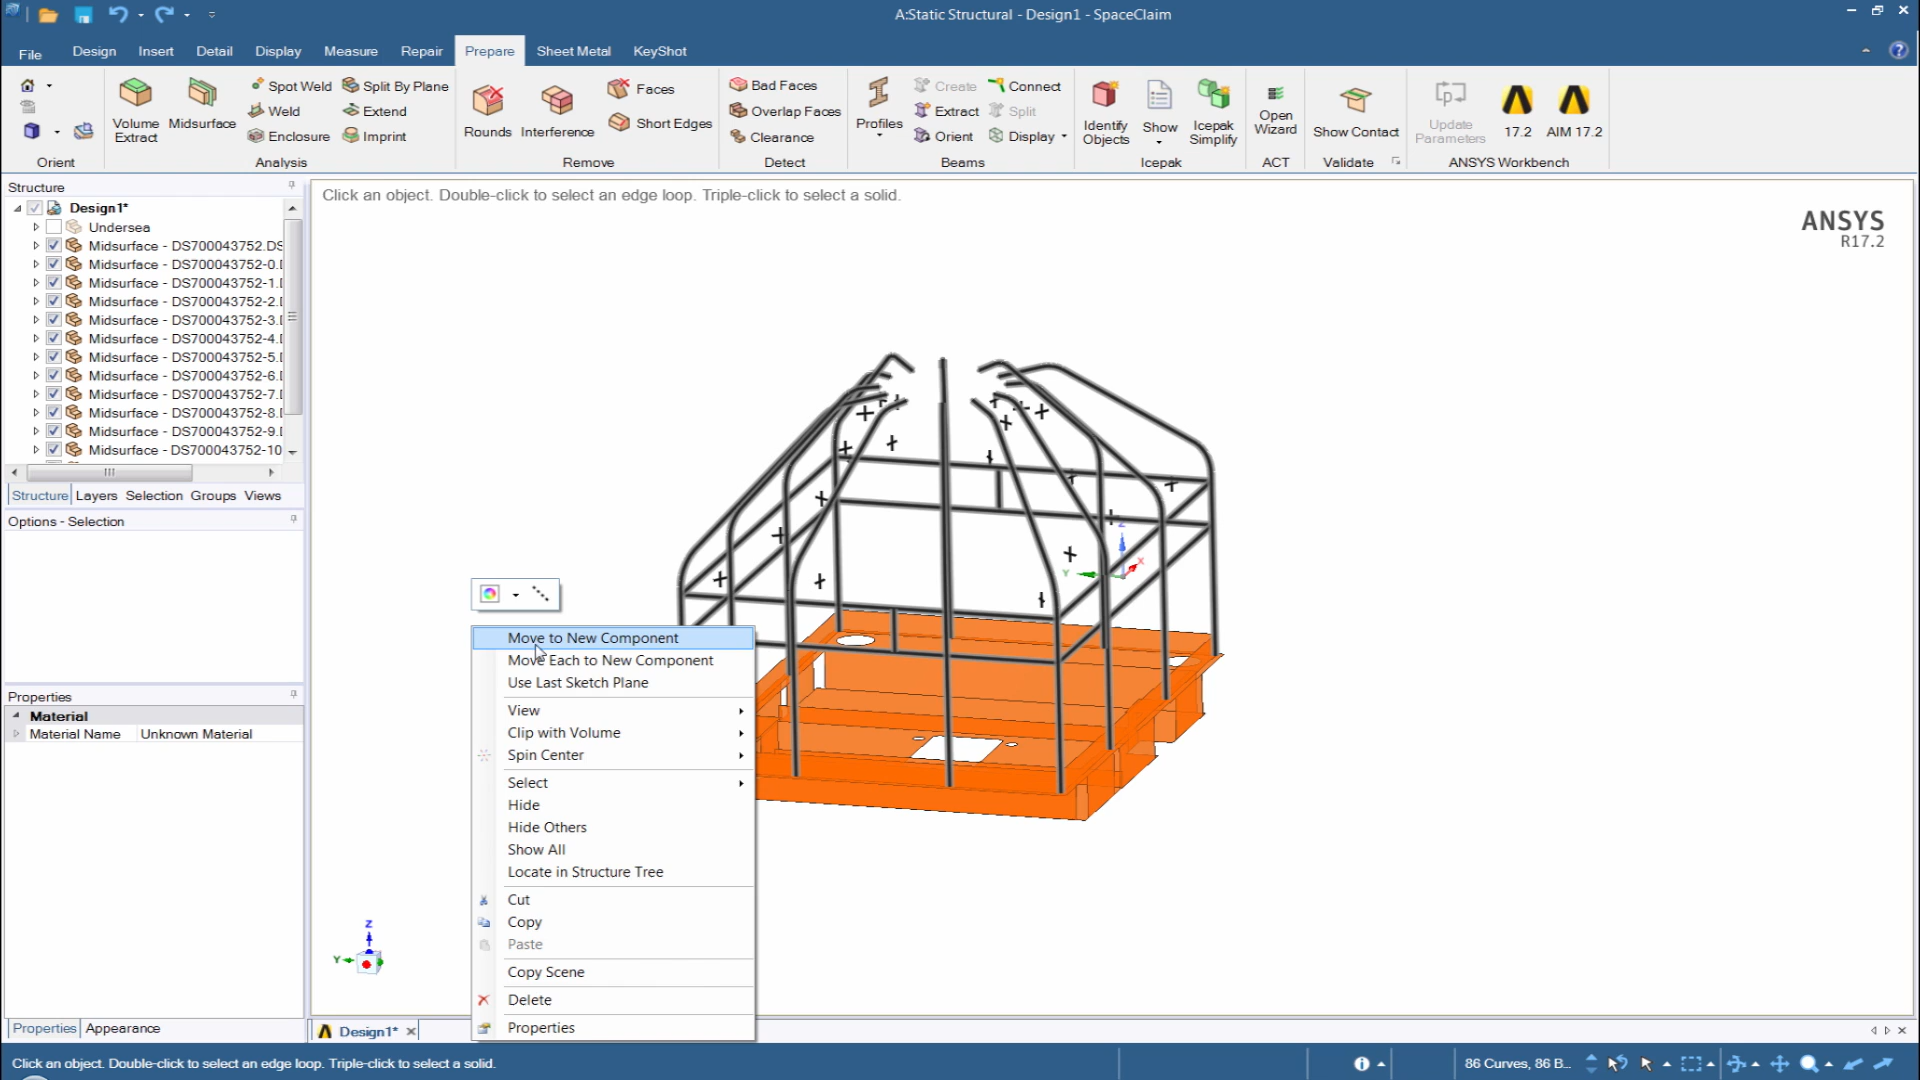 A:Static Structural - Design1 - SpaceClaim
File Design Insert Detail Display Measure Repair Prepare Sheet Metal KeyShot
Spot Weld Split By Plane
Weld Extend
Enclosure Imprint
Volume Extract
Midsurface
Rounds Interference
Faces
Short Edges
Bad Faces
Overlap Faces
Clearance
Profiles
Create Connect
Extract Split
Orient Display
Identify Objects
Show
Icepak Simplify
Open Wizard
Show Contact
Update Parameters
17.2 AIM 17.2
Orient Analysis Remove Detect Beams Icepak ACT Validate ANSYS Workbench
Structure
Design1*
Undersea
Midsurface - DS700043752.DS
Midsurface - DS700043752-0.
Midsurface - DS700043752-1.
Midsurface - DS700043752-2.
Midsurface - DS700043752-3.
Midsurface - DS700043752-4.
Midsurface - DS700043752-5.
Midsurface - DS700043752-6.
Midsurface - DS700043752-7.
Midsurface - DS700043752-8.
Midsurface - DS700043752-9.
Midsurface - DS700043752-10
Structure Layers Selection Groups Views
Options - Selection
Properties
Material
Material Name Unknown Material
Properties Appearance
Click an object. Double-click to select an edge loop. Triple-click to select a solid.
ANSYS
R17.2
Z
X
Y
Move to New Component
Move Each to New Component
Use Last Sketch Plane
View
Clip with Volume
Spin Center
Select
Hide
Hide Others
Show All
Locate in Structure Tree
Cut
Copy
Paste
Copy Scene
Delete
Properties
Z
Y
Design1*
Click an object. Double-click to select an edge loop. Triple-click to select a solid.
86 Curves, 86 B...